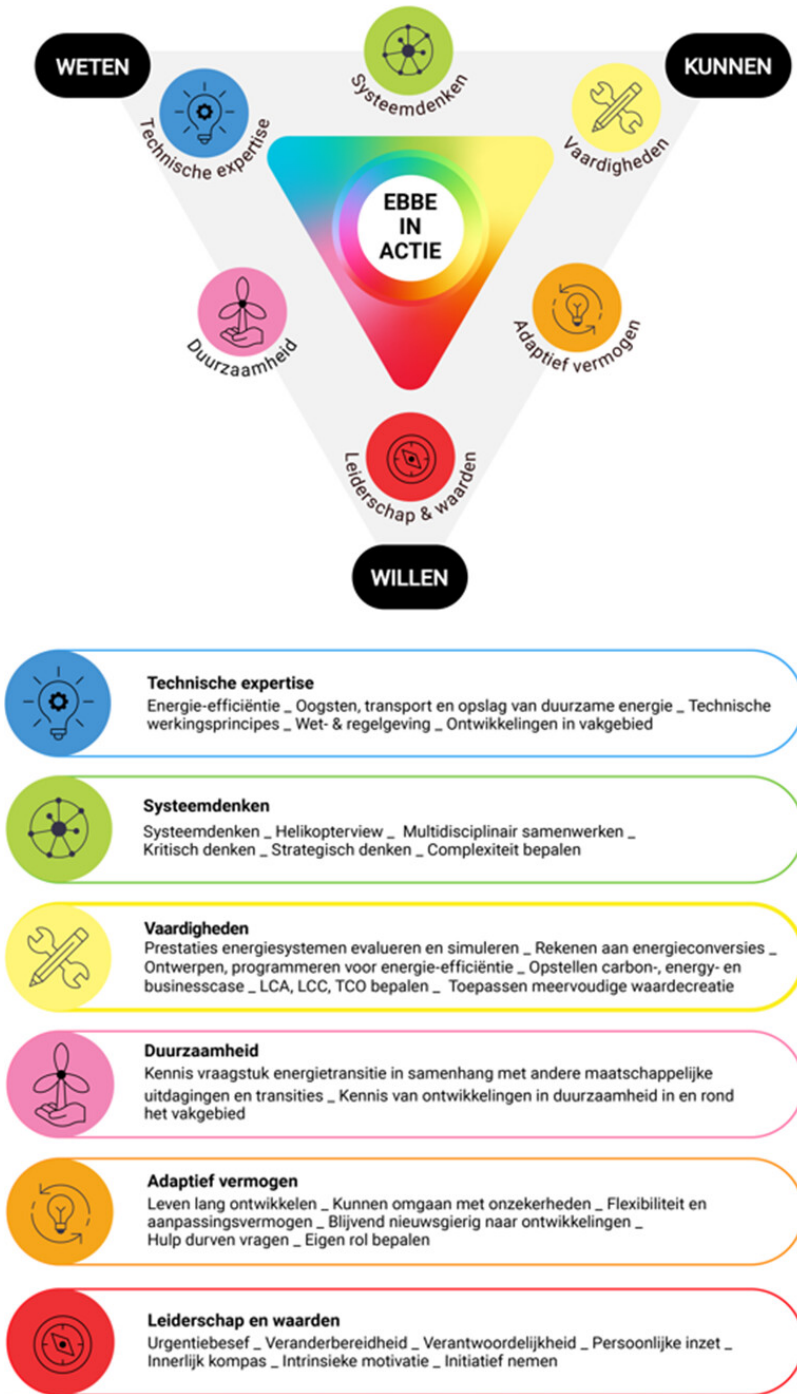 WETEN
KUNNEN
Systeemdenken
Technische expertise
Vaardigheden
EBBE
IN
ACTIE
Duurzaamheid
Adaptief vermogen
Leiderschap & waarden
WILLEN
Technische expertise
Energie-efficiëntie _ Oogsten, transport en opslag van duurzame energie _ Technische
werkingsprincipes _ Wet- & regelgeving _ Ontwikkelingen in vakgebied
Systeemdenken
Systeemdenken _ Helikopterview _ Multidisciplinair samenwerken _
Kritisch denken _ Strategisch denken _ Complexiteit bepalen
Vaardigheden
Prestaties energiesystemen evalueren en simuleren _ Rekenen aan energieconversies _
Ontwerpen, programmeren voor energie-efficiëntie _ Opstellen carbon-, energy- en
businesscase _ LCA, LCC, TCO bepalen _ Toepassen meervoudige waardecreatie
Duurzaamheid
Kennis vraagstuk energietransitie in samenhang met andere maatschappelijke
uitdagingen en transities _ Kennis van ontwikkelingen in duurzaamheid in en rond
het vakgebied
Adaptief vermogen
Leven lang ontwikkelen _ Kunnen omgaan met onzekerheden _ Flexibiliteit en
aanpassingsvermogen _ Blijvend nieuwsgierig naar ontwikkelingen _
Hulp durven vragen _ Eigen rol bepalen
Leiderschap en waarden
Urgentiebesef _ Veranderbereidheid _ Verantwoordelijkheid _ Persoonlijke inzet _
Innerlijk kompas _ Intrinsieke motivatie _ Initiatief nemen